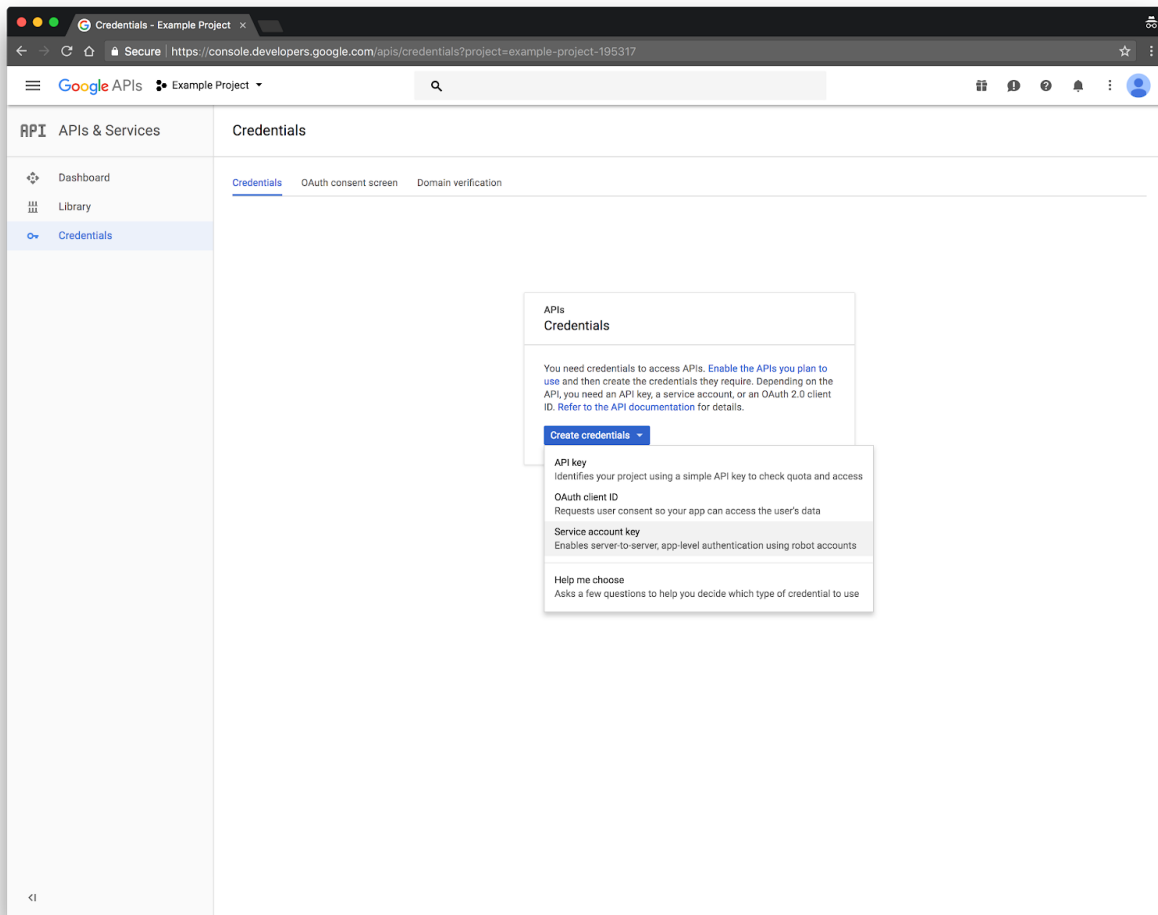 Credentials - Example Project
Secure https://console.developers.google.com/apis/credentials?project=example-project-195317
Google APIs Example Project
API APIs & Services
Credentials
Dashboard
Library
Credentials
Credentials OAuth consent screen Domain verification
APIs
Credentials
You need credentials to access APIs. Enable the APIs you plan to
use and then create the credentials they require. Depending on the
API, you need an API key, a service account, or an OAuth 2.0 client
ID. Refer to the API documentation for details.
Create credentials
API key
Identifies your project using a simple API key to check quota and access
OAuth client ID
Requests user consent so your app can access the user's data
Service account key
Enables server-to-server, app-level authentication using robot accounts
Help me choose
Asks a few questions to help you decide which type of credential to use